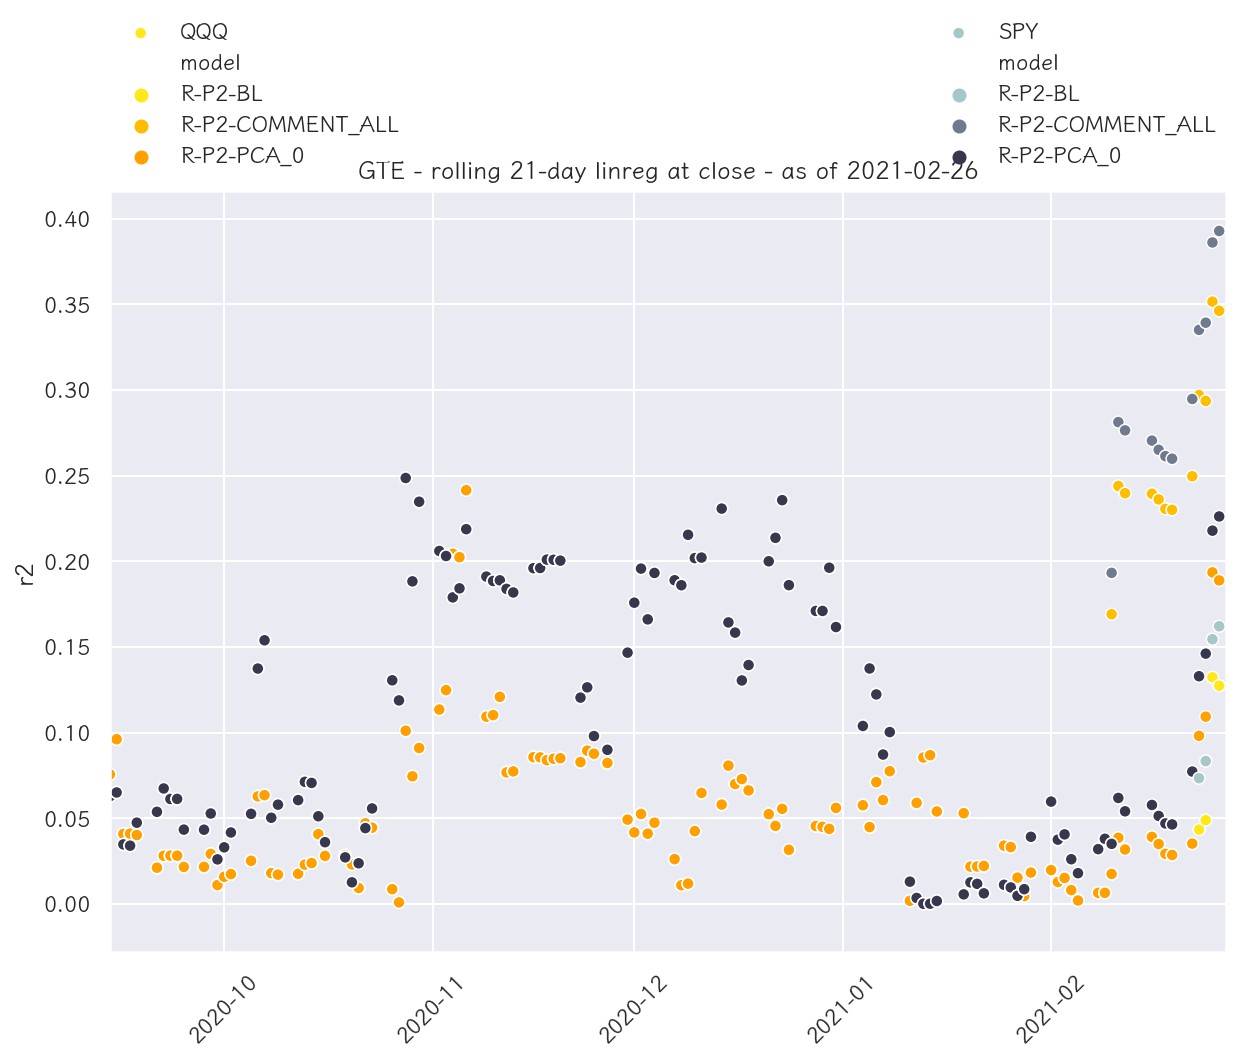 QQQ
model
R-P2-BL
R-P2-COMMENT_ALL
R-P2-PCA_0
SPY
model
R-P2-BL
R-P2-COMMENT_ALL
R-P2-PCA_0
GTE - rolling 21-day linreg at close - as of 2021-02-26
0.40
0.35
0.30
0.25
0.20
0.15
0.10
0.05
0.00
r2
2020-10
2020-11
2020-12
2021-01
2021-02